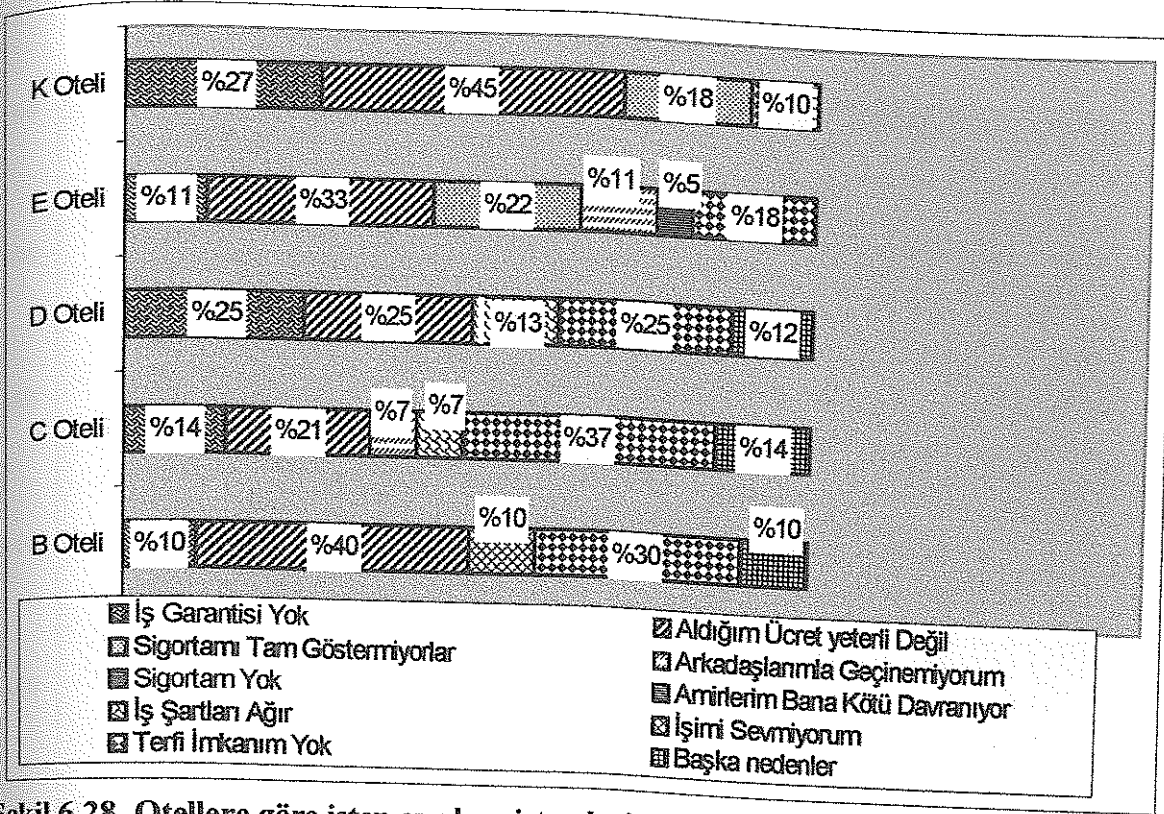 K Oteli %27 %45 %18 %10
E Oteli %11 %33 %22 %11 %5 %18
D Oteli %25 %25 %13 %25 %12
C Oteli %14 %21 %7 %7 %37 %14
B Oteli %10 %40 %10 %30 %10
İş Garantisi Yok
Sigortamı Tam Göstermiyorlar
Sigortam Yok
İş Şartları Ağır
Terfi İmkanım Yok
Aldığım Ücret yeterli Değil
Arkadaşlarımla Geçinemiyorum
Amirlerim Bana Kötü Davranıyor
İşimi Sevmiyorum
Başka nedenler
Şekil 6.28. Otellere göre işten